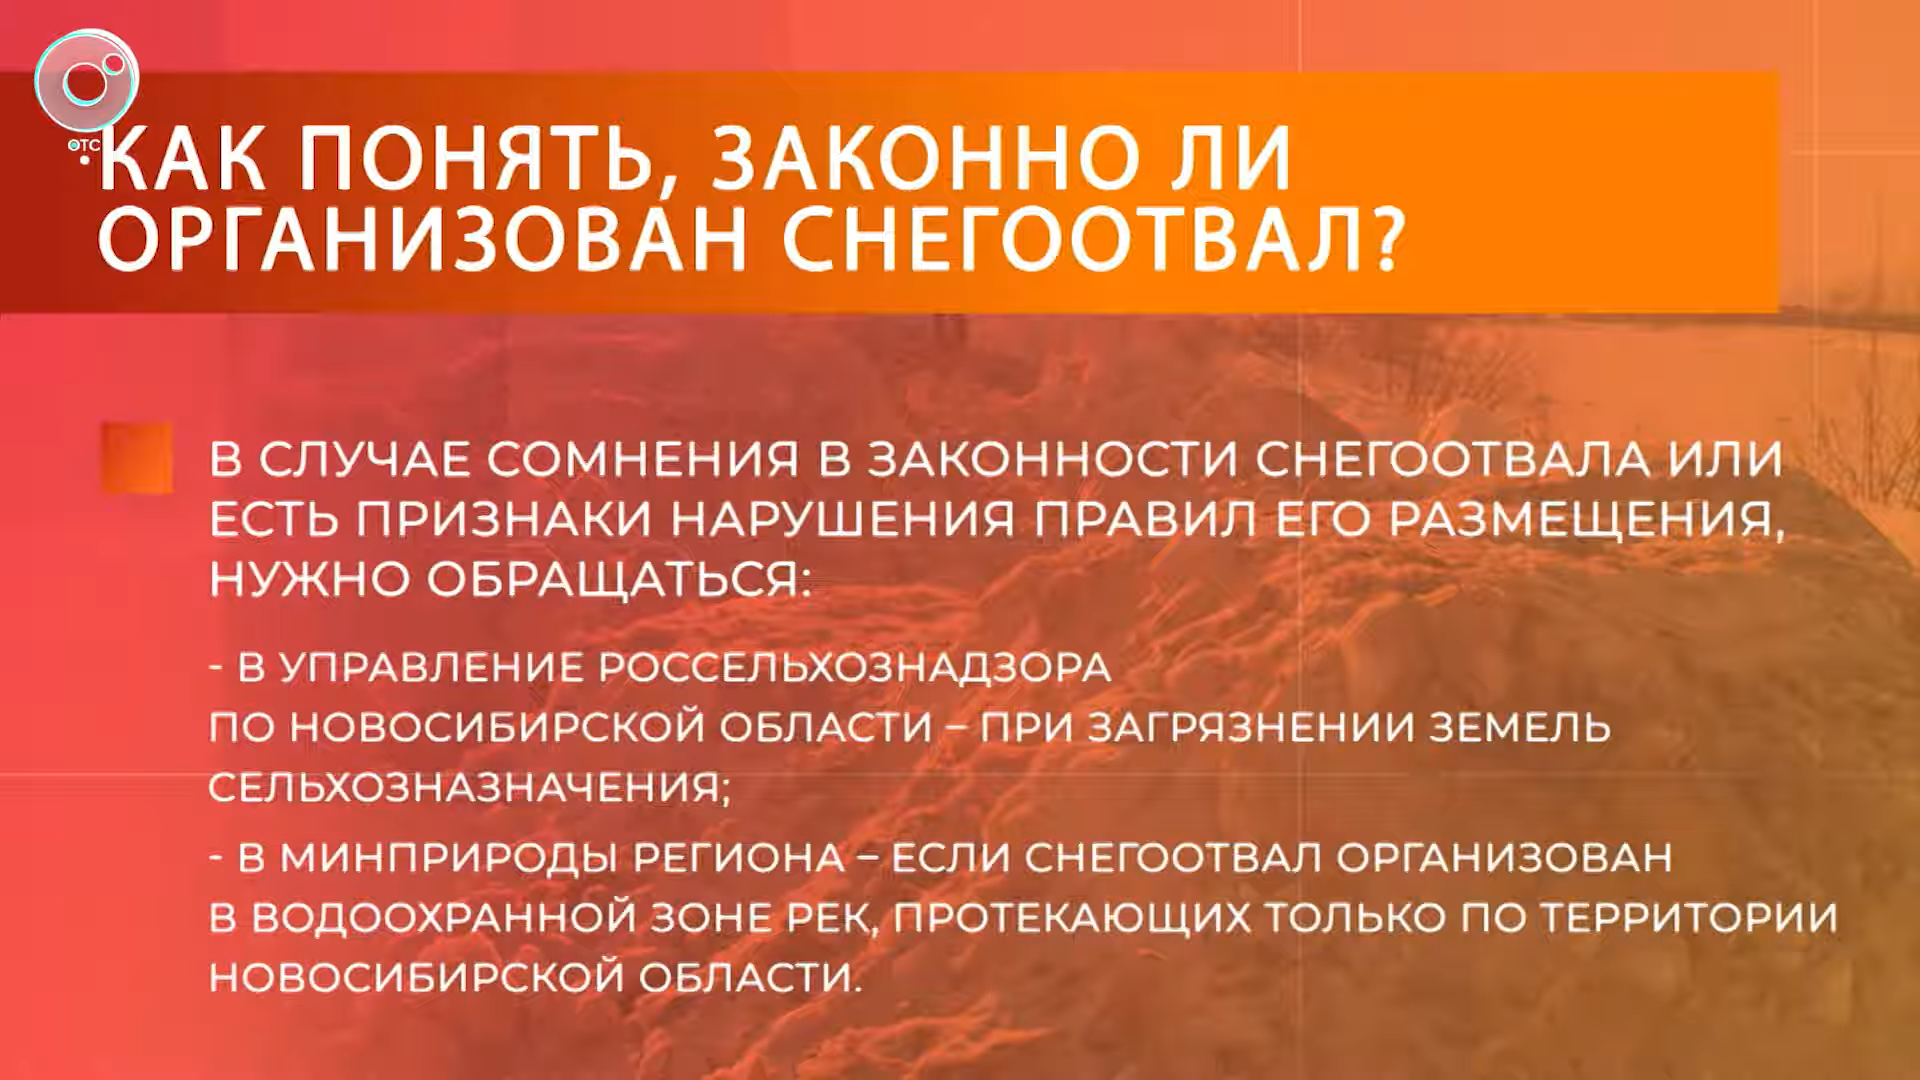 ОТС
КАК ПОНЯТЬ, ЗАКОННО ЛИ
ОРГАНИЗОВАН СНЕГООТВАЛ?
В СЛУЧАЕ СОМНЕНИЯ В ЗАКОННОСТИ СНЕГООТВАЛА ИЛИ
ЕСТЬ ПРИЗНАКИ НАРУШЕНИЯ ПРАВИЛ ЕГО РАЗМЕЩЕНИЯ,
НУЖНО ОБРАЩАТЬСЯ:
- В УПРАВЛЕНИЕ РОССЕЛЬХОЗНАДЗОРА
ПО НОВОСИБИРСКОЙ ОБЛАСТИ – ПРИ ЗАГРЯЗНЕНИИ ЗЕМЕЛЬ
СЕЛЬХОЗНАЗНАЧЕНИЯ;
- В МИНПРИРОДЫ РЕГИОНА – ЕСЛИ СНЕГООТВАЛ ОРГАНИЗОВАН
В ВОДООХРАННОЙ ЗОНЕ РЕК, ПРОТЕКАЮЩИХ ТОЛЬКО ПО ТЕРРИТОРИИ
НОВОСИБИРСКОЙ ОБЛАСТИ.